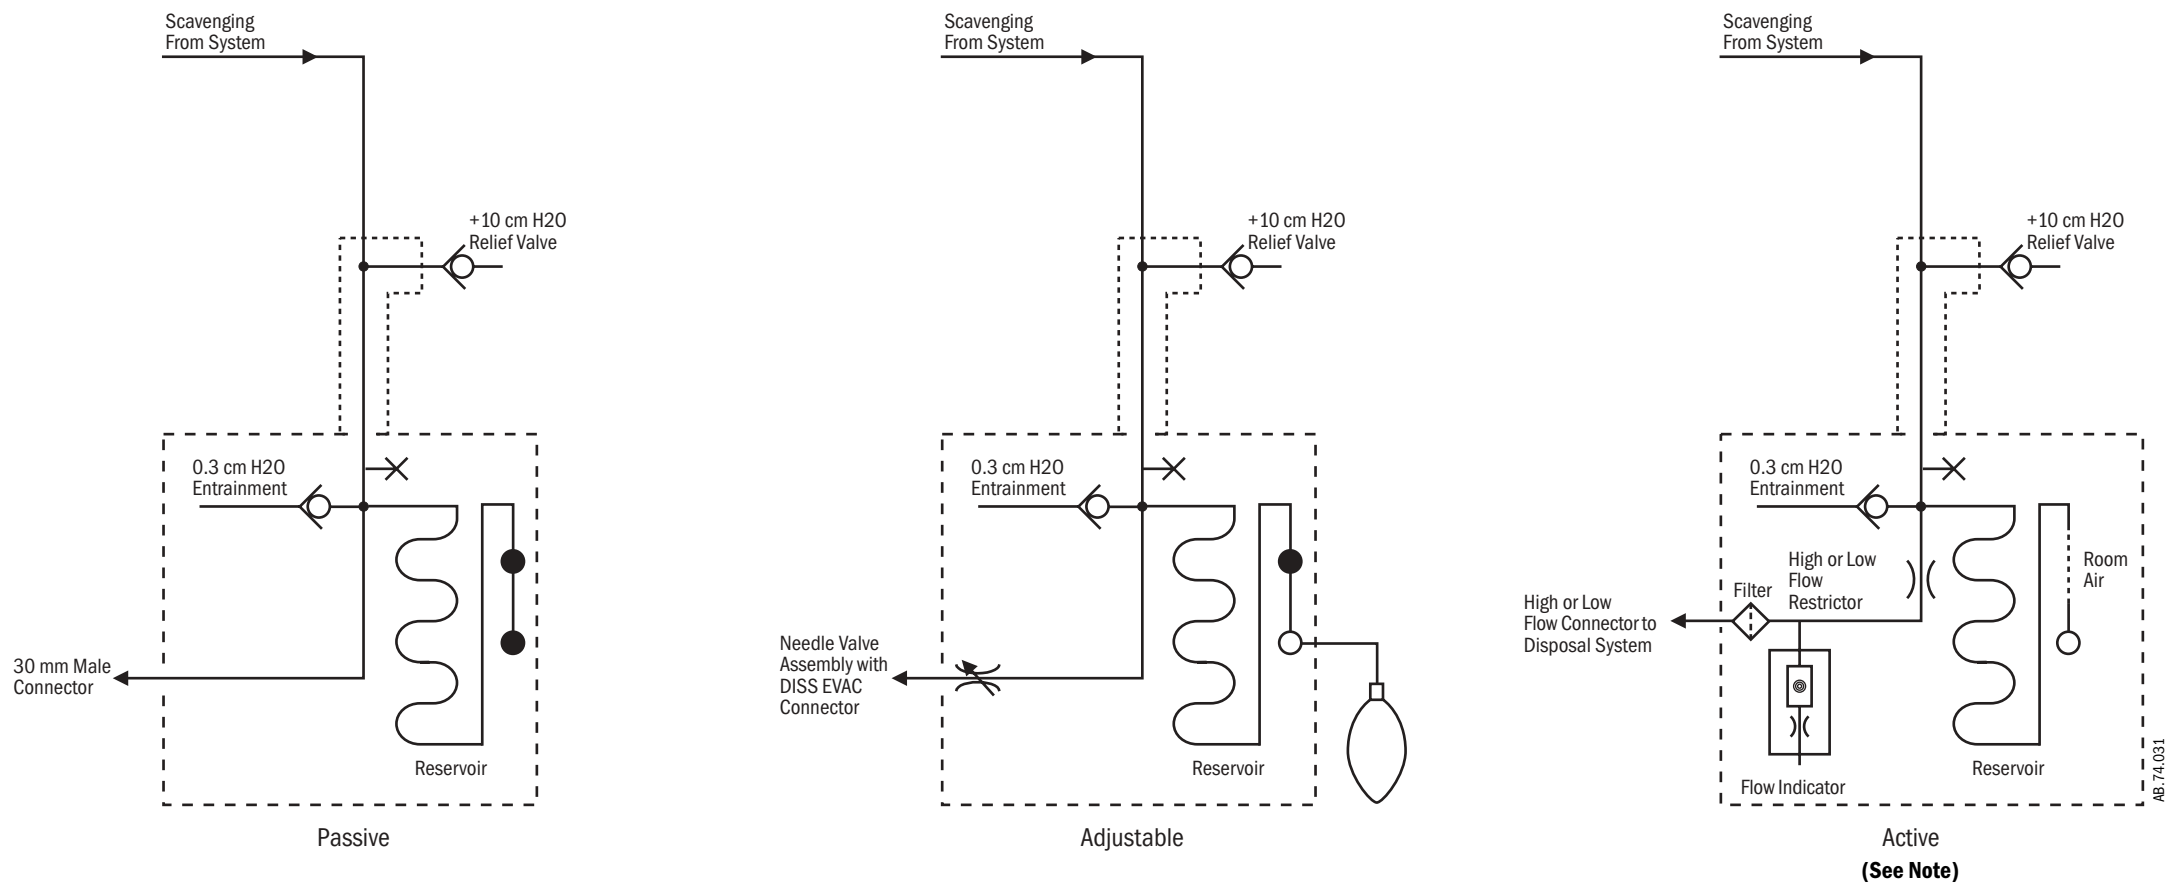 Scavenging
From System
+10 cm H2O
Relief Valve
0.3 cm H2O
Entrainment
30 mm Male
Connector
Reservoir
Passive
Scavenging
From System
+10 cm H2O
Relief Valve
0.3 cm H2O
Entrainment
Needle Valve
Assembly with
DISS EVAC
Connector
Reservoir
Adjustable
Scavenging
From System
+10 cm H2O
Relief Valve
0.3 cm H2O
Entrainment
High or Low
Flow
Restrictor
Room
Air
Filter
High or Low
Flow Connector to
Disposal System
Reservoir
Flow Indicator
AB.74.031
Active
(See Note)